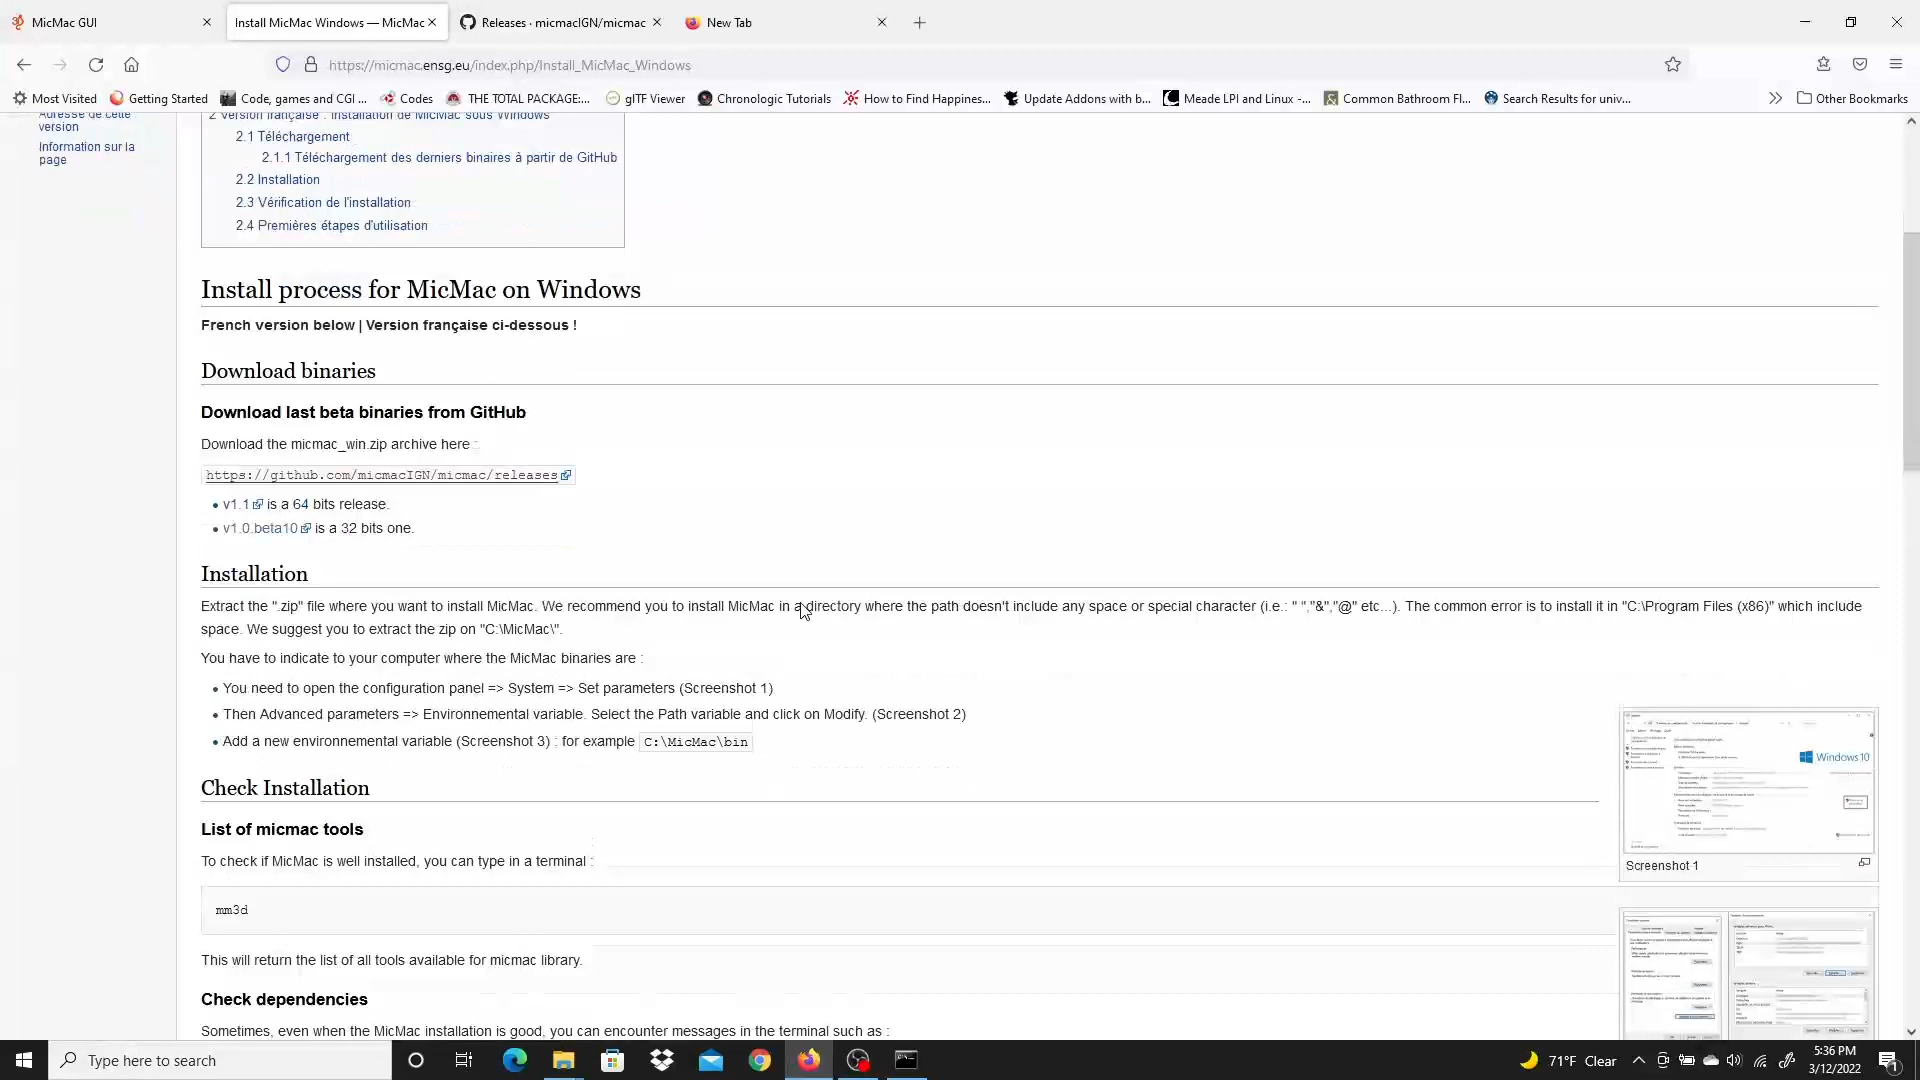 MicMac GUI
Install MicMac Windows — MicMac
Releases · micmacIGN/micmac
New Tab
https://micmac.ensg.eu/index.php/Install_MicMac_Windows
Most Visited
Getting Started
Code, games and CGI ...
Codes
THE TOTAL PACKAGE:...
glTF Viewer
Chronologic Tutorials
How to Find Happines...
Update Addons with b...
Meade LPI and Linux -...
Common Bathroom Fl...
Search Results for univ...
Other Bookmarks
Adresse de cette
version
Information sur la
page
2 Version française : Installation de MicMac sous Windows
2.1 Téléchargement
2.1.1 Téléchargement des derniers binaires à partir de GitHub
2.2 Installation
2.3 Vérification de l'installation
2.4 Premières étapes d'utilisation
Install process for MicMac on Windows
French version below | Version française ci-dessous !
Download binaries
Download last beta binaries from GitHub
Download the micmac_win.zip archive here :
https://github.com/micmacIGN/micmac/releases
v1.1 is a 64 bits release.
v1.0.beta10 is a 32 bits one.
Installation
Extract the ".zip" file where you want to install MicMac. We recommend you to install MicMac in a directory where the path doesn't include any space or special character (i.e.: " ","&","@" etc...). The common error is to install it in "C:\Program Files (x86)" which include
space. We suggest you to extract the zip on "C:\MicMac\".
You have to indicate to your computer where the MicMac binaries are :
You need to open the configuration panel => System => Set parameters (Screenshot 1)
Then Advanced parameters => Environnemental variable. Select the Path variable and click on Modify. (Screenshot 2)
Add a new environnemental variable (Screenshot 3) : for example C:\MicMac\bin
Windows 10
Screenshot 1
Check Installation
List of micmac tools
To check if MicMac is well installed, you can type in a terminal :
mm3d
This will return the list of all tools available for micmac library.
Check dependencies
Sometimes, even when the MicMac installation is good, you can encounter messages in the terminal such as :
Type here to search
71°F Clear
5:36 PM
3/12/2022
1